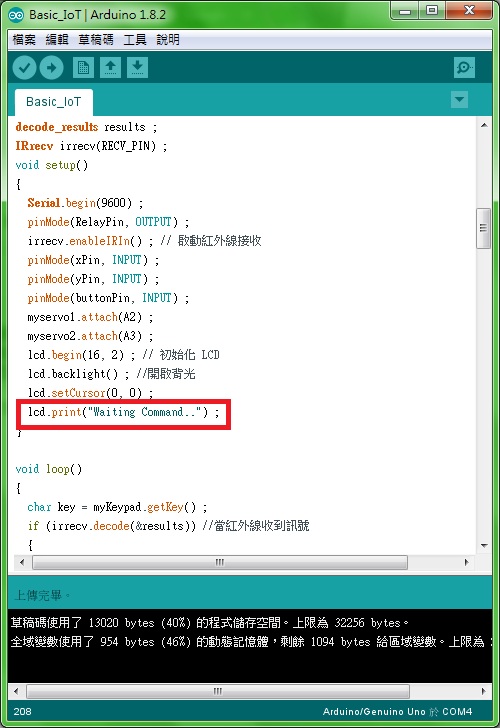 Basic_IoT | Arduino 1.8.2
檔案 編輯 草稿碼 工具 說明
Basic_IoT
decode_results results ;
IRrecv irrecv(RECV_PIN) ;
void setup()
{
Serial.begin(9600) ;
pinMode(RelayPin, OUTPUT) ;
irrecv.enableIRIn() ; // 啟動紅外線接收
pinMode(xPin, INPUT) ;
pinMode(yPin, INPUT) ;
pinMode(buttonPin, INPUT) ;
myservo1.attach(A2) ;
myservo2.attach(A3) ;
lcd.begin(16, 2) ; // 初始化 LCD
lcd.backlight() ; //開啟背光
lcd.setCursor(0, 0) ;
lcd.print("Waiting Command..") ;
}
void loop()
{
char key = myKeypad.getKey() ;
if (irrecv.decode(&results)) //當紅外線收到訊號
{
上傳完畢。
草稿碼使用了 13020 bytes (40%) 的程式儲存空間。上限為 32256 bytes。
全域變數使用了 954 bytes (46%) 的動態記憶體，剩餘 1094 bytes 給區域變數。上限為
208 Arduino/Genuino Uno 於 COM4